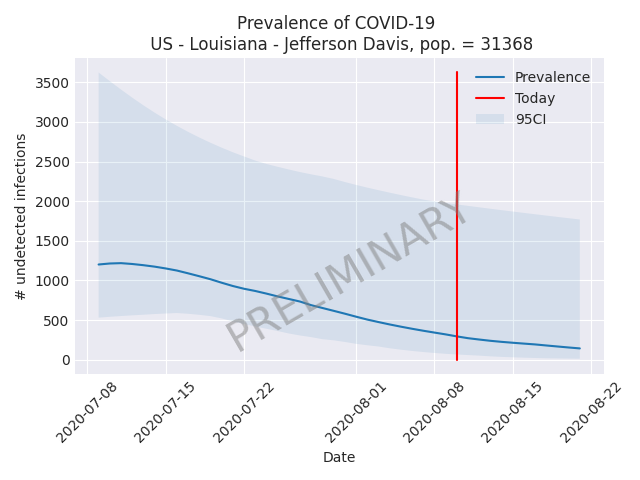 Prevalence of COVID-19
US - Louisiana - Jefferson Davis, pop. = 31368
Prevalence
Today
95CI
PRELIMINARY
# undetected infections
3500
3000
2500
2000
1500
1000
500
0
2020-07-08
2020-07-15
2020-07-22
2020-08-01
2020-08-08
2020-08-15
2020-08-22
Date